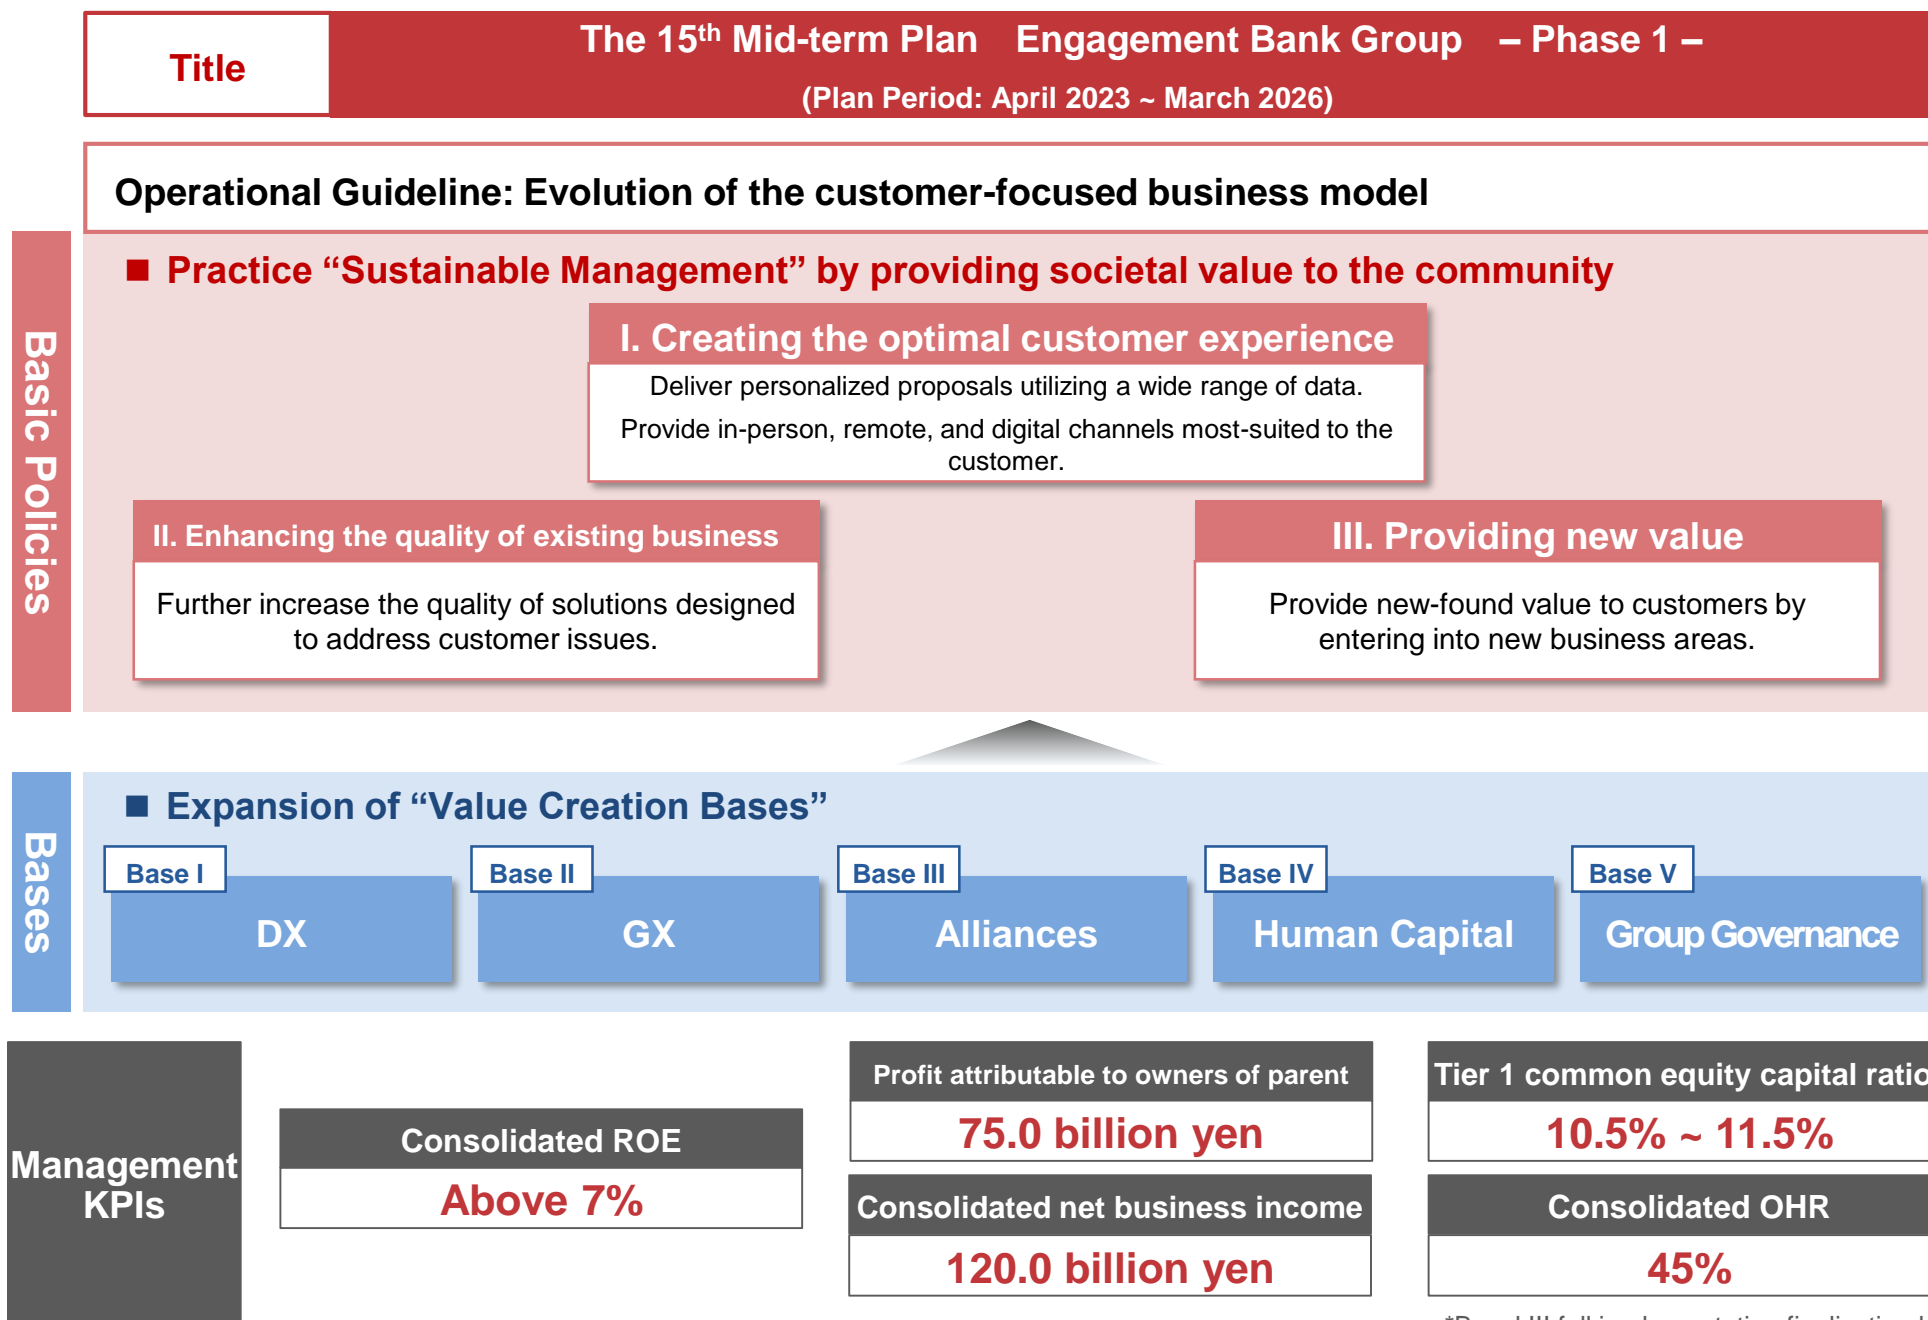 Title
The 15th Mid-term Plan Engagement Bank Group – Phase 1 –
(Plan Period: April 2023 ~ March 2026)
Operational Guideline: Evolution of the customer-focused business model
Basic Policies
■ Practice “Sustainable Management” by providing societal value to the community
I. Creating the optimal customer experience
Deliver personalized proposals utilizing a wide range of data.
Provide in-person, remote, and digital channels most-suited to the
customer.
II. Enhancing the quality of existing business
Further increase the quality of solutions designed
to address customer issues.
III. Providing new value
Provide new-found value to customers by
entering into new business areas.
Bases
■ Expansion of “Value Creation Bases”
Base I
DX
Base II
GX
Base III
Alliances
Base IV
Human Capital
Base V
Group Governance
Management
KPIs
Consolidated ROE
Above 7%
Profit attributable to owners of parent
75.0 billion yen
Consolidated net business income
120.0 billion yen
Tier 1 common equity capital ratio
10.5% ~ 11.5%
Consolidated OHR
45%